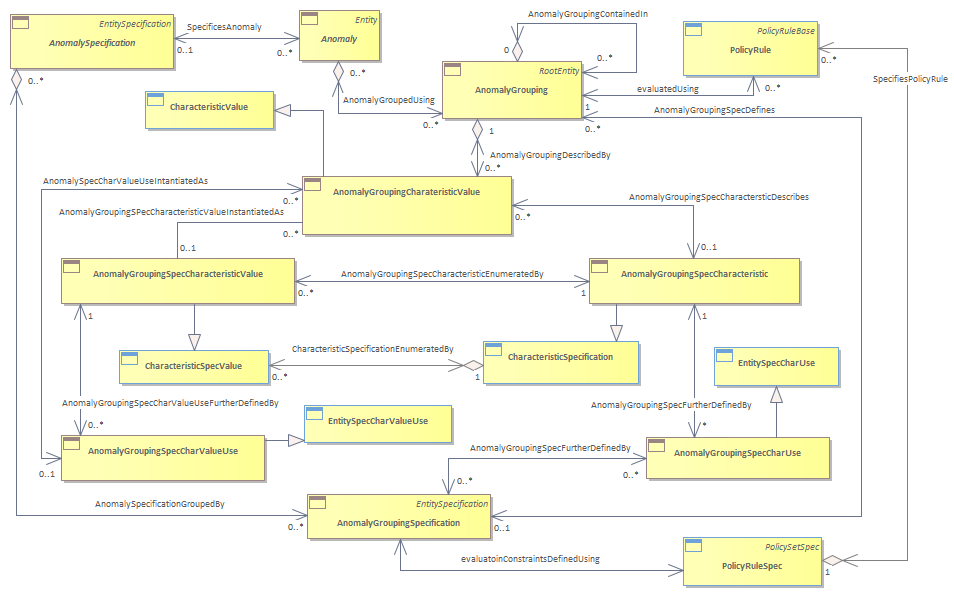 EntitySpecification
AnomalySpecification
0..1
0..*
SpecificesAnomaly
Entity
Anomaly
0..*
0..*
AnomalyGroupingContainedIn
0
0..*
RootEntity
AnomalyGrouping
PolicyRuleBase
PolicyRule
0..*
0..*
SpecifiesPolicyRule
evaluatedUsing
1
AnomalyGroupingSpecDefines
0..*
AnomalyGroupedUsing
0..*
CharacteristicValue
1
AnomalyGroupingDescribedBy
0..*
AnomalySpecCharValueUseIntantiatedAs
0..*
AnomalyGroupingCharateristicValue
AnomalyGroupingSpecCharactersticDescribes
0..*
0..1
AnomalyGroupingSPecCharacteristicValueInstantiatedAs
0..*
0..1
AnomalyGroupingSpecCharacteristicValue
AnomalyGroupingSpecCharacteristicEnumeratedBy
0..*
1
AnomalyGroupingSpecCharacteristic
1
1
CharacteristicSpecValue
CharacteristicSpecificationEnumeratedBy
0..*
1
CharacteristicSpecification
EntitySpecCharUse
AnomalyGroupingSpecCharValueUseFurtherDefinedBy
0..*
AnomalyGroupingSpecFurtherDefinedBy
*
EntitySpecCharValueUse
AnomalyGroupingSpecCharValueUse
0..1
AnomalyGroupingSpecFurtherDefinedBy
0..*
0..*
AnomalyGroupingSpecCharUse
AnomalySpecificationGroupedBy
0..*
EntitySpecification
AnomalyGroupingSpecification
0..1
evaluatoinConstraintsDefinedUsing
PolicySetSpec
PolicyRuleSpec
1